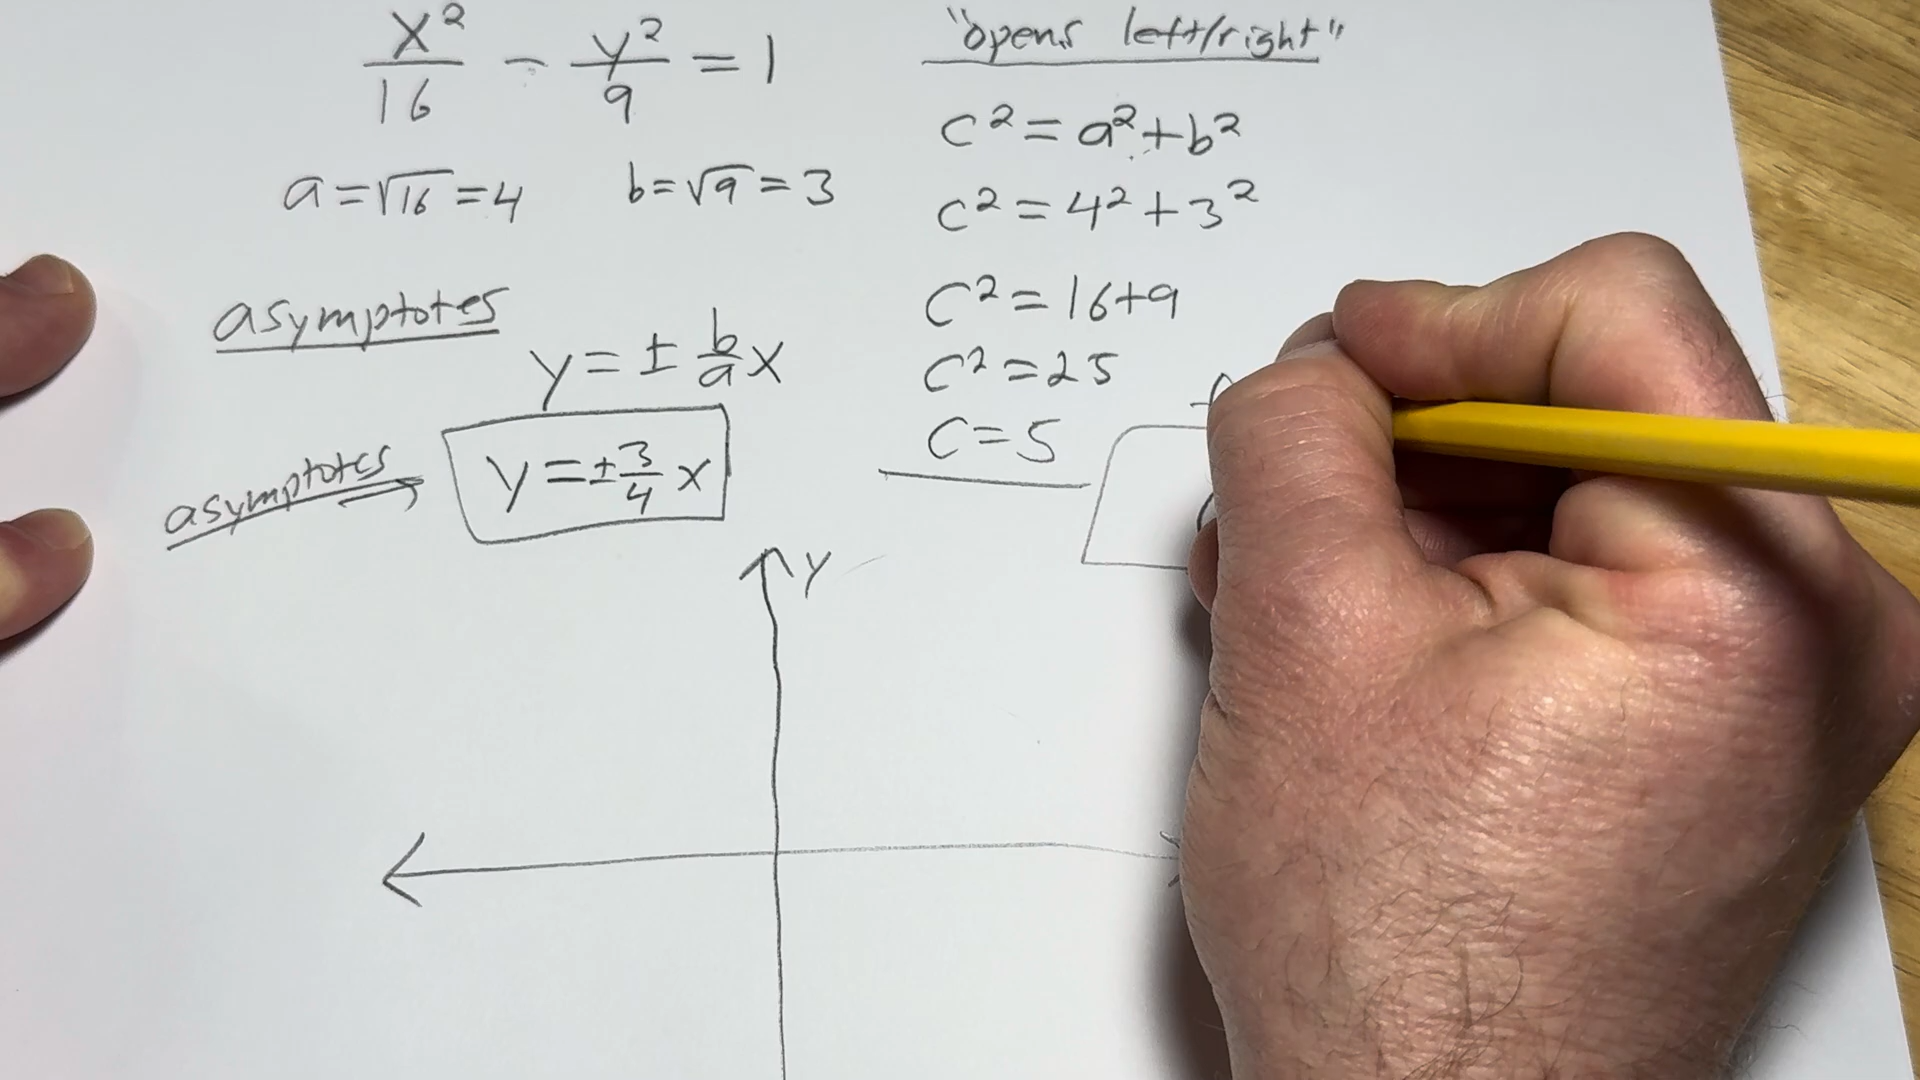 x²/16 - y²/9 = 1
a = √16 = 4
b = √9 = 3
asymptotes
y = ± b/a x
asymptotes → y = ± 3/4 x
"opens left/right"
c² = a² + b²
c² = 4² + 3²
c² = 16 + 9
c² = 25
c = 5
y